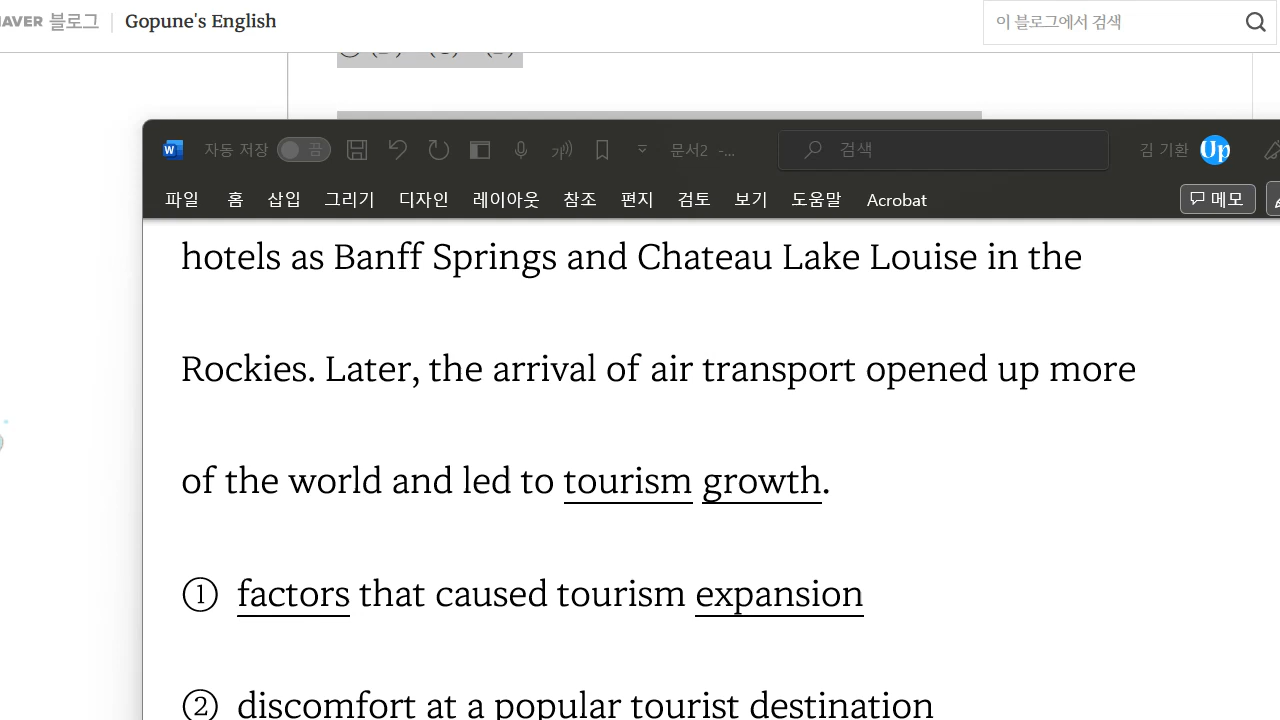 NAVER 블로그 Gopune's English 이 블로그에서 검색
자동 저장 끔 가 문서2 -... 검색 김 기환 Up
파일 홈 삽입 그리기 디자인 레이아웃 참조 편지 검토 보기 도움말 Acrobat 메모
hotels as Banff Springs and Chateau Lake Louise in the
Rockies. Later, the arrival of air transport opened up more
of the world and led to tourism growth.
① factors that caused tourism expansion
② discomfort at a popular tourist destination